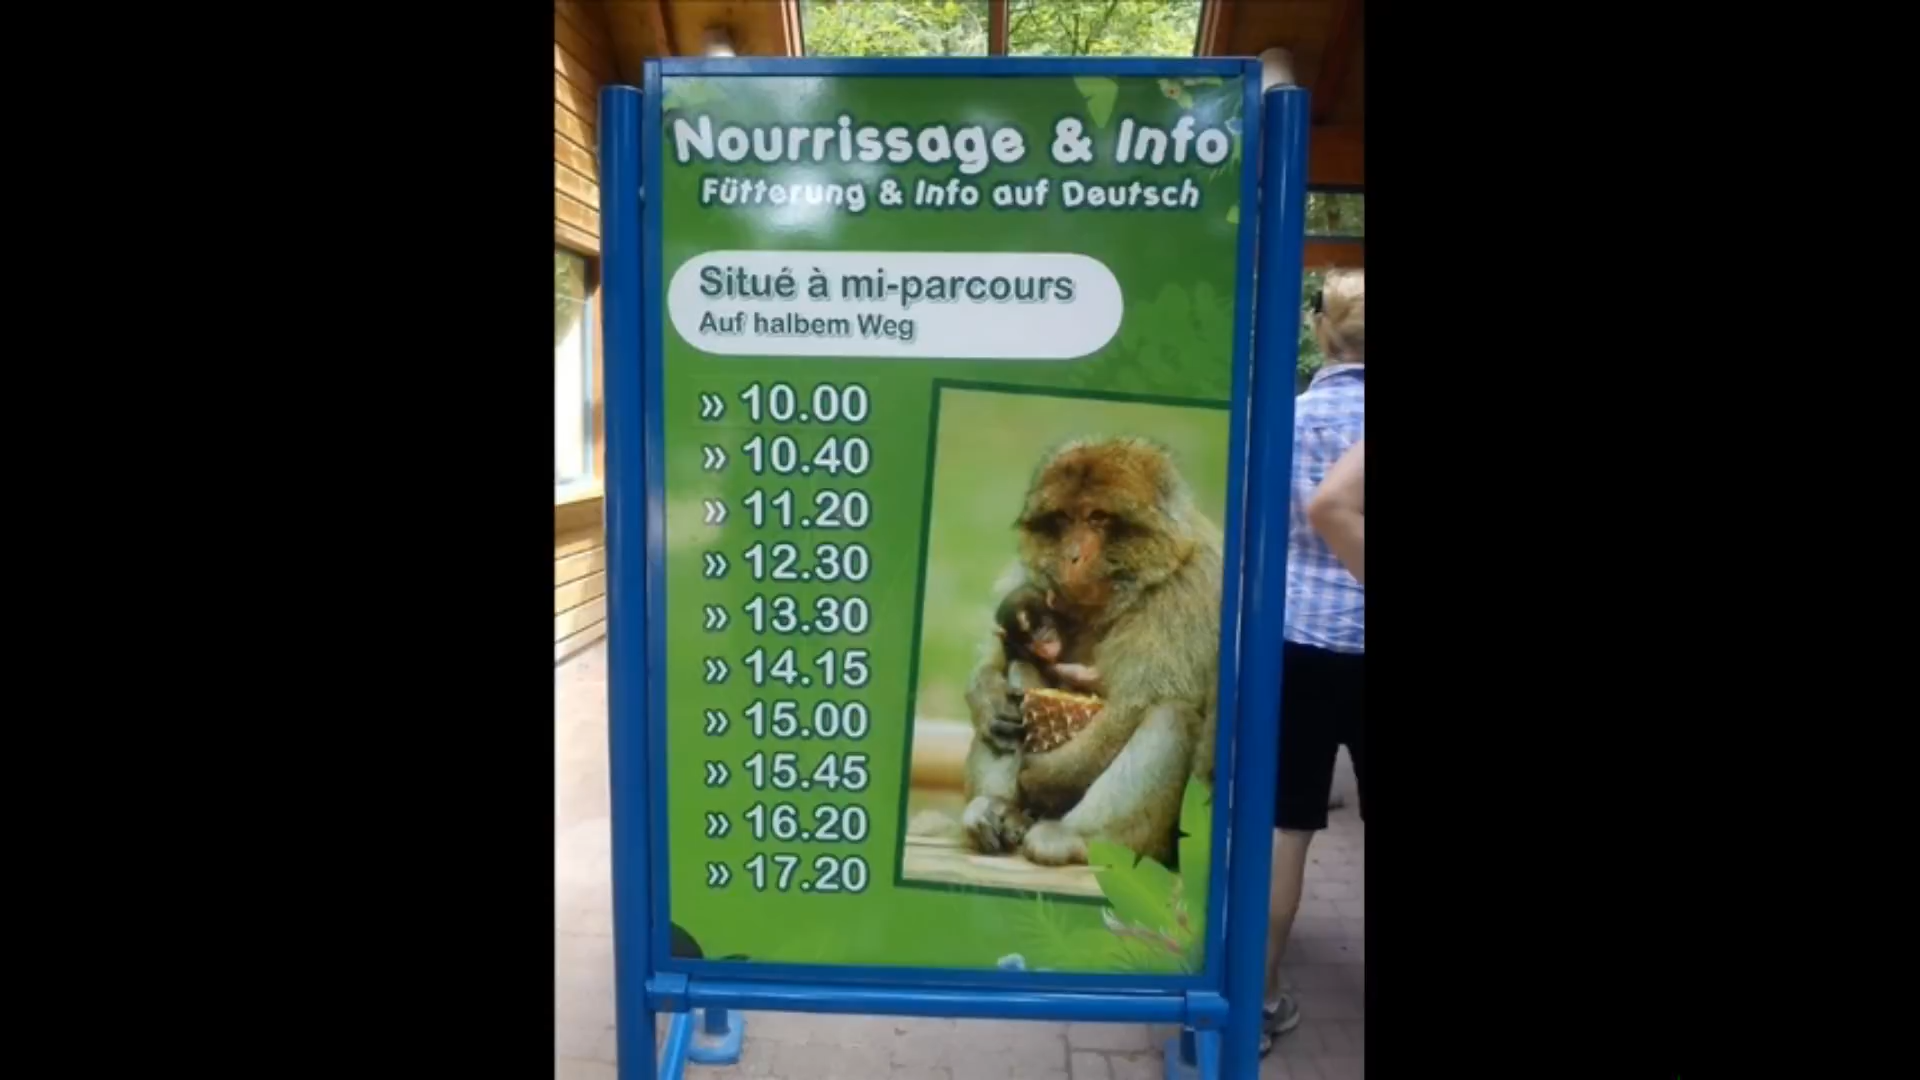 Nourrissage & Info
Fütterung & Info auf Deutsch
Situé à mi-parcours
Auf halbem Weg
» 10.00
» 10.40
» 11.20
» 12.30
» 13.30
» 14.15
» 15.00
» 15.45
» 16.20
» 17.20